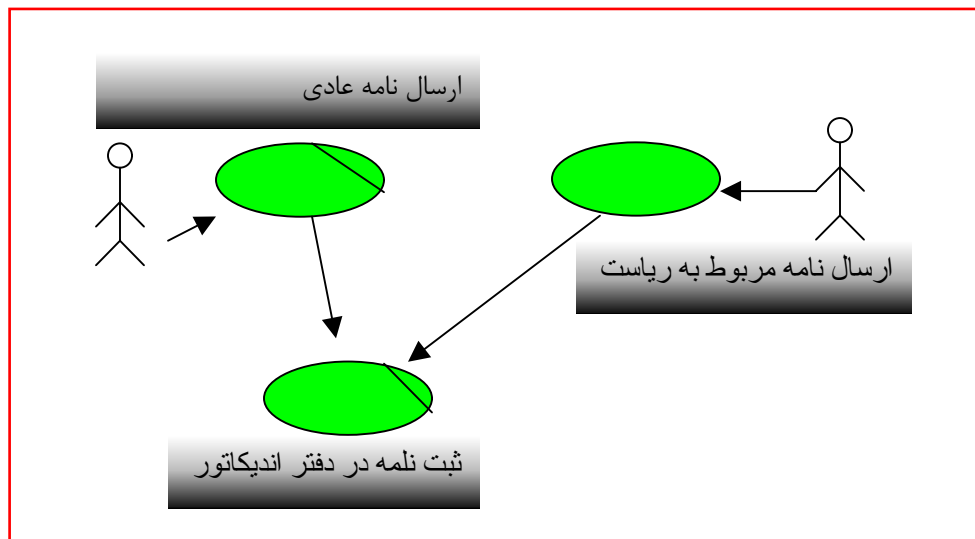 ارسال نامه عادی
ارسال نامه مربوط به ریاست
ثبت نلمه در دفتر اندیکاتور